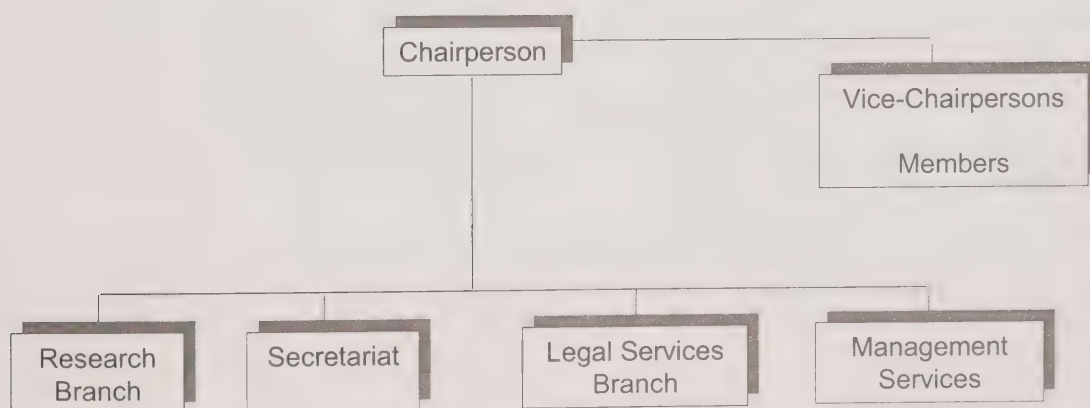 Chairperson
Vice-Chairpersons
Members
Research
Branch
Secretariat
Legal Services
Branch
Management
Services